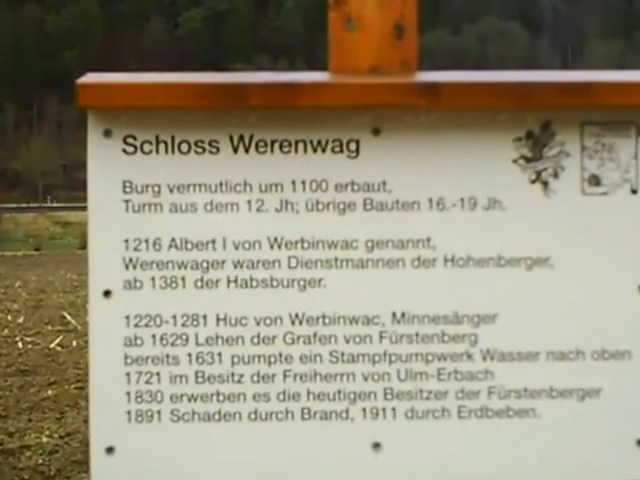 Schloss Werenwag
Burg vermutlich um 1100 erbaut,
Turm aus dem 12. Jh; übrige Bauten 16.-19 Jh.
1216 Albert I von Werbinwac genannt,
Werenwager waren Dienstmannen der Hohenberger,
ab 1381 der Habsburger.
1220-1281 Huc von Werbinwac, Minnesänger
ab 1629 Lehen der Grafen von Fürstenberg
bereits 1631 pumpte ein Stampfpumpwerk Wasser nach oben
1721 im Besitz der Freiherrn von Ulm-Erbach
1830 erwerben es die heutigen Besitzer der Fürstenberger
1891 Schaden durch Brand, 1911 durch Erdbeben.